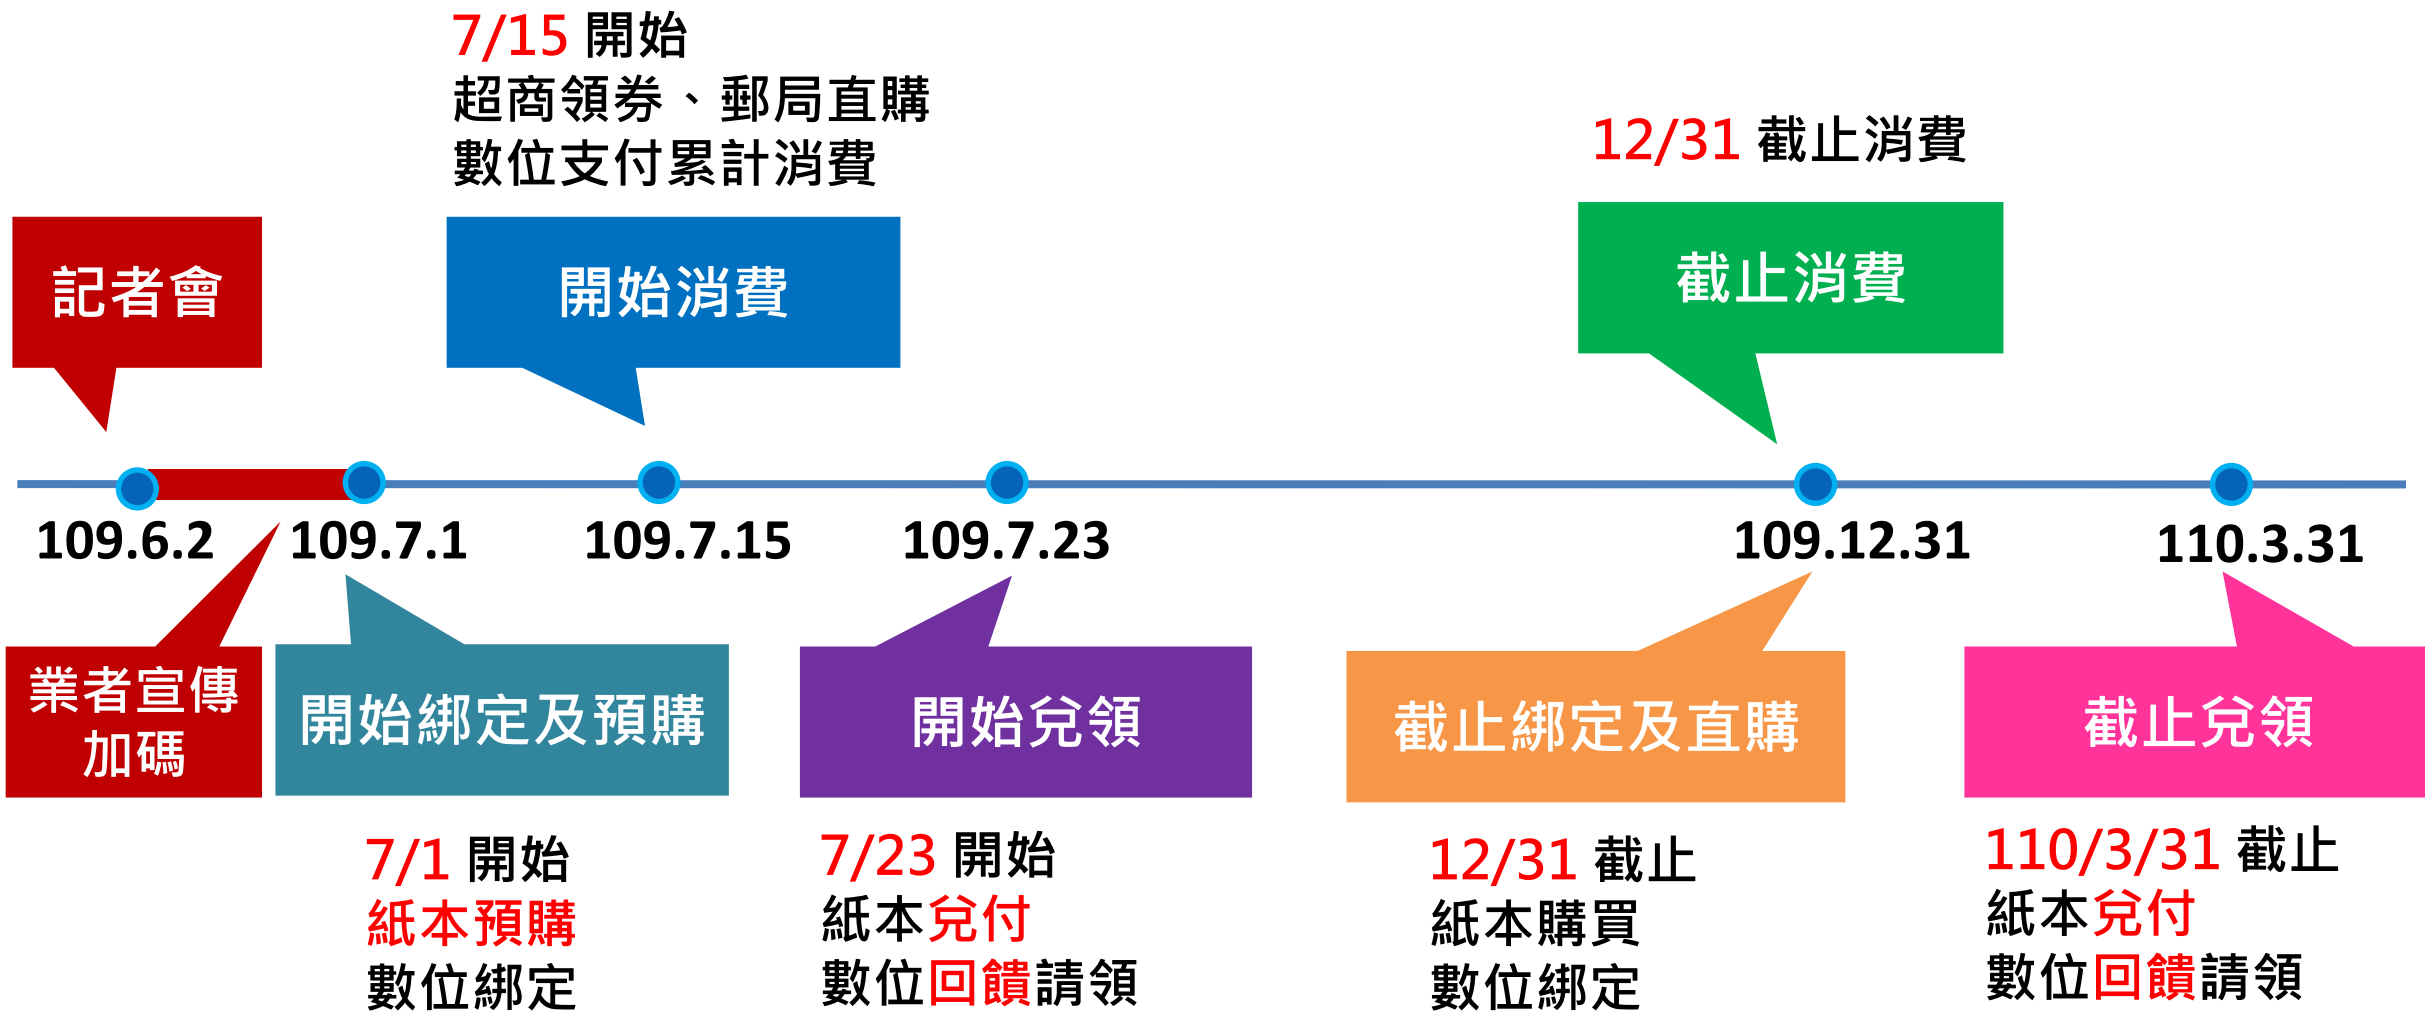 7/15 開始
超商領券、郵局直購
數位支付累計消費
12/31 截止消費
記者會
開始消費
截止消費
109.6.2
109.7.1
109.7.15
109.7.23
109.12.31
110.3.31
業者宣傳
加碼
開始綁定及預購
開始兌領
截止綁定及直購
截止兌領
7/1 開始
紙本預購
數位綁定
7/23 開始
紙本兌付
數位回饋請領
12/31 截止
紙本購買
數位綁定
110/3/31 截止
紙本兌付
數位回饋請領